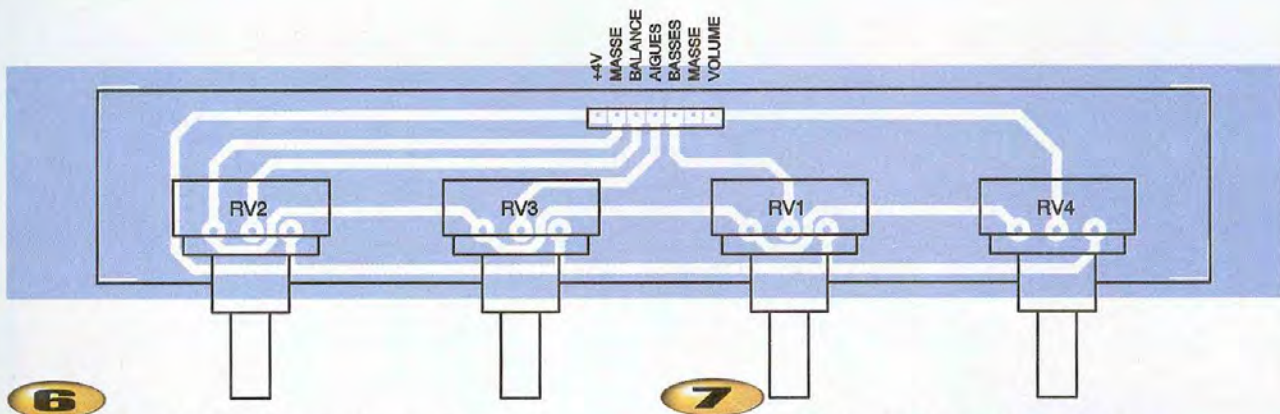 +4V
MASSE
BALANCE
AIGUES
BASSES
MASSE
VOLUME
RV2
RV3
RV1
RV4
6
7